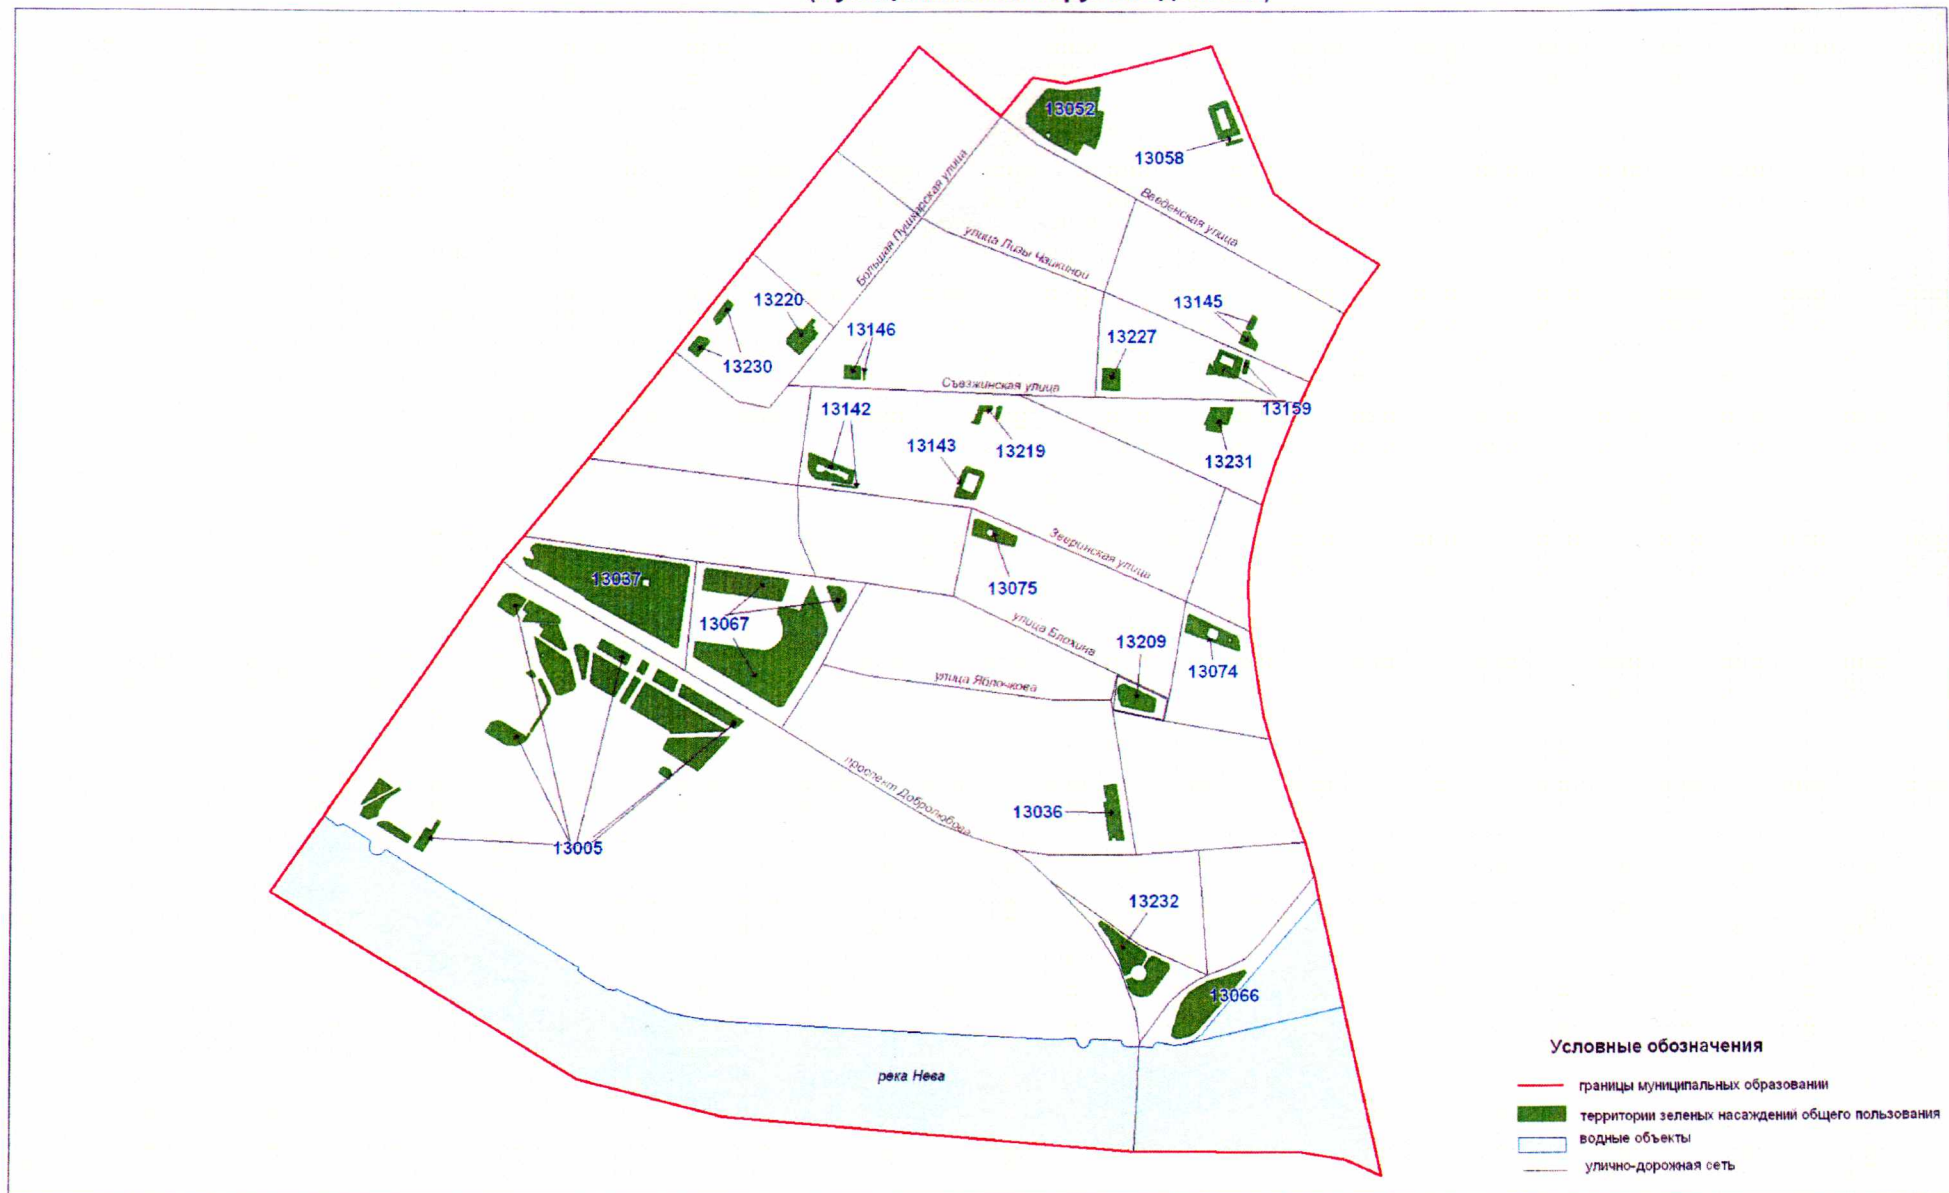 13052
13058
Большая Пушкарская улица
Введенская улица
улица Лизы Чайкиной
13220
13146
13145
13227
13230
Съезжинская улица
13142
13159
13143
13219
13231
Зверинская улица
13037
13075
13067
улица Блохина
13209
13074
улица Яблочкова
проспект Добролюбова
13036
13005
13232
13066
река Нева
Условные обозначения
границы муниципальных образовании
территории зеленых насаждений общего пользования
водные объекты
улично-дорожная сеть